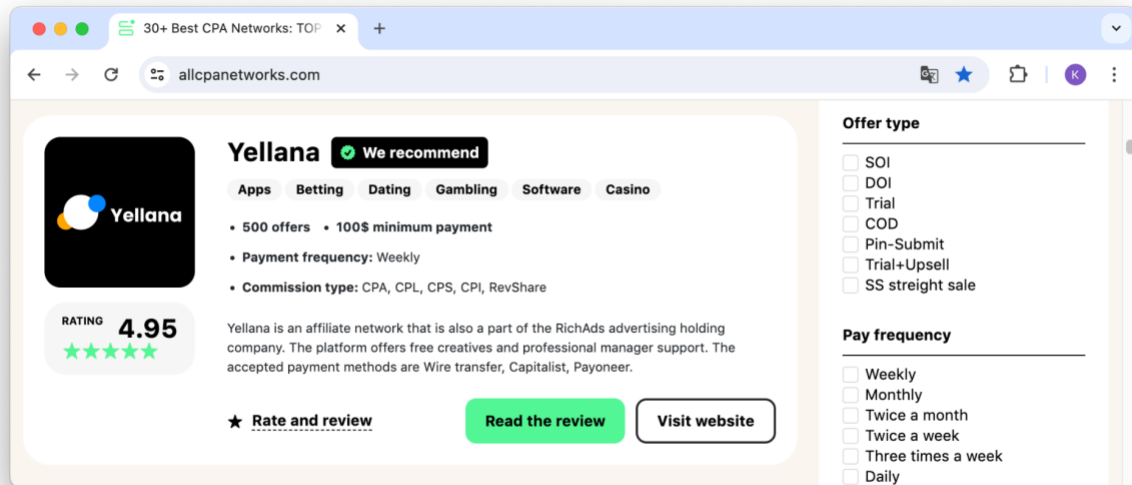 30+ Best CPA Networks: TOP
allcpanetworks.com
K
Yellana
Yellana
We recommend
Apps Betting Dating Gambling Software Casino
• 500 offers • 100$ minimum payment
• Payment frequency: Weekly
• Commission type: CPA, CPL, CPS, CPI, RevShare
RATING 4.95
Yellana is an affiliate network that is also a part of the RichAds advertising holding
company. The platform offers free creatives and professional manager support. The
accepted payment methods are Wire transfer, Capitalist, Payoneer.
Rate and review
Read the review
Visit website
Offer type
SOI
DOI
Trial
COD
Pin-Submit
Trial+Upsell
SS streight sale
Pay frequency
Weekly
Monthly
Twice a month
Twice a week
Three times a week
Daily